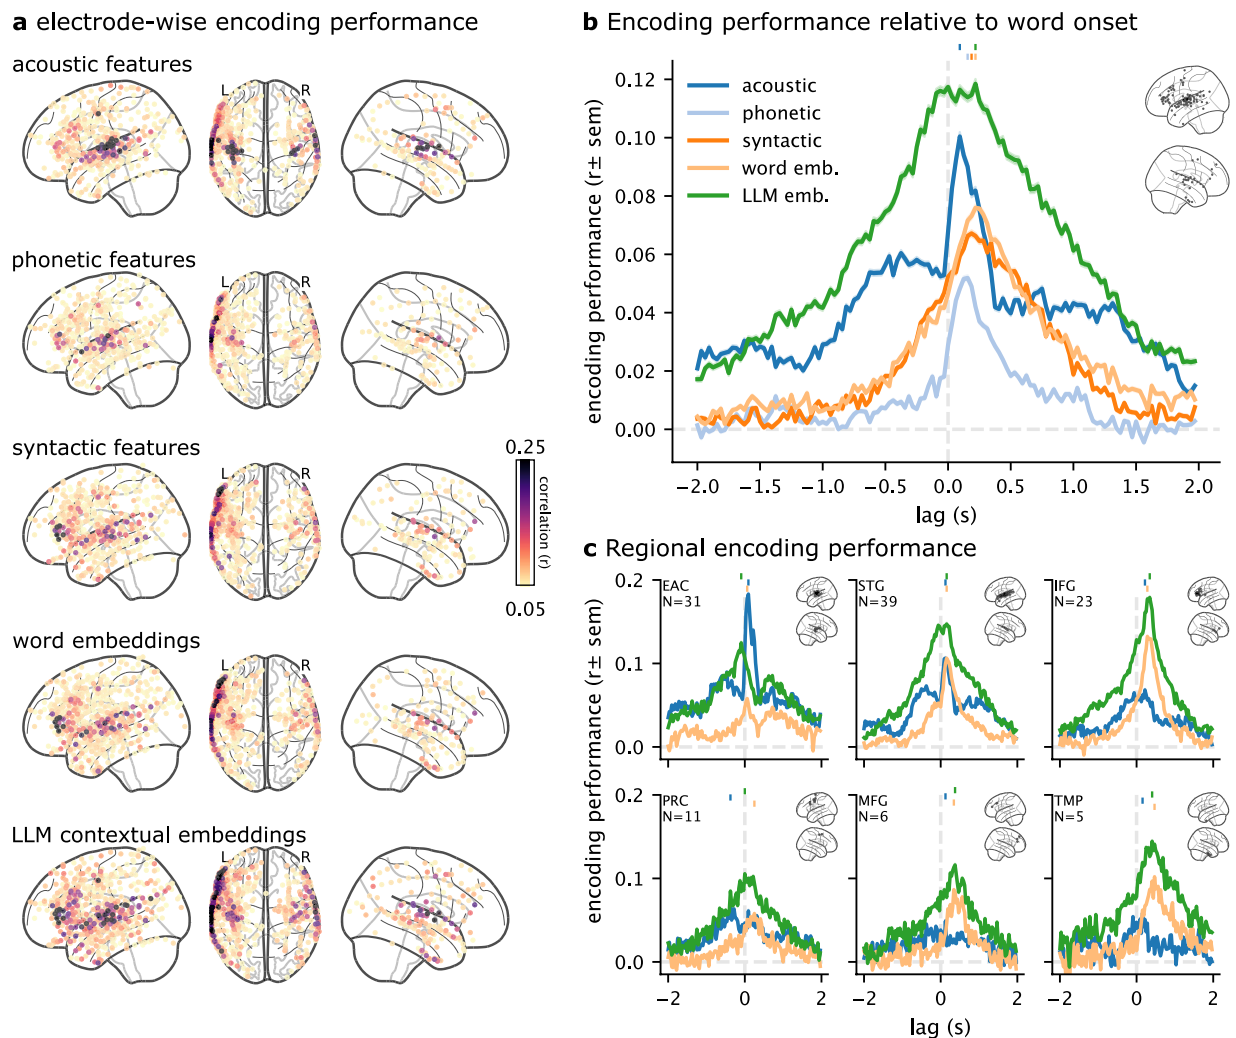 a electrode-wise encoding performance
acoustic features
L R
phonetic features
L R
syntactic features
L R
0.25
correlation (r)
0.05
word embeddings
L R
LLM contextual embeddings
L R
b Encoding performance relative to word onset
acoustic
phonetic
syntactic
word emb.
LLM emb.
encoding performance (r± sem)
0.12
0.10
0.08
0.06
0.04
0.02
0.00
−2.0 −1.5 −1.0 −0.5 0.0 0.5 1.0 1.5 2.0
lag (s)
c Regional encoding performance
encoding performance (r± sem)
0.2
0.1
0.0
EAC
N=31
STG
N=39
IFG
N=23
0.2
0.1
0.0
PRC
N=11
MFG
N=6
TMP
N=5
−2 0 2 −2 0 2 −2 0 2
lag (s)